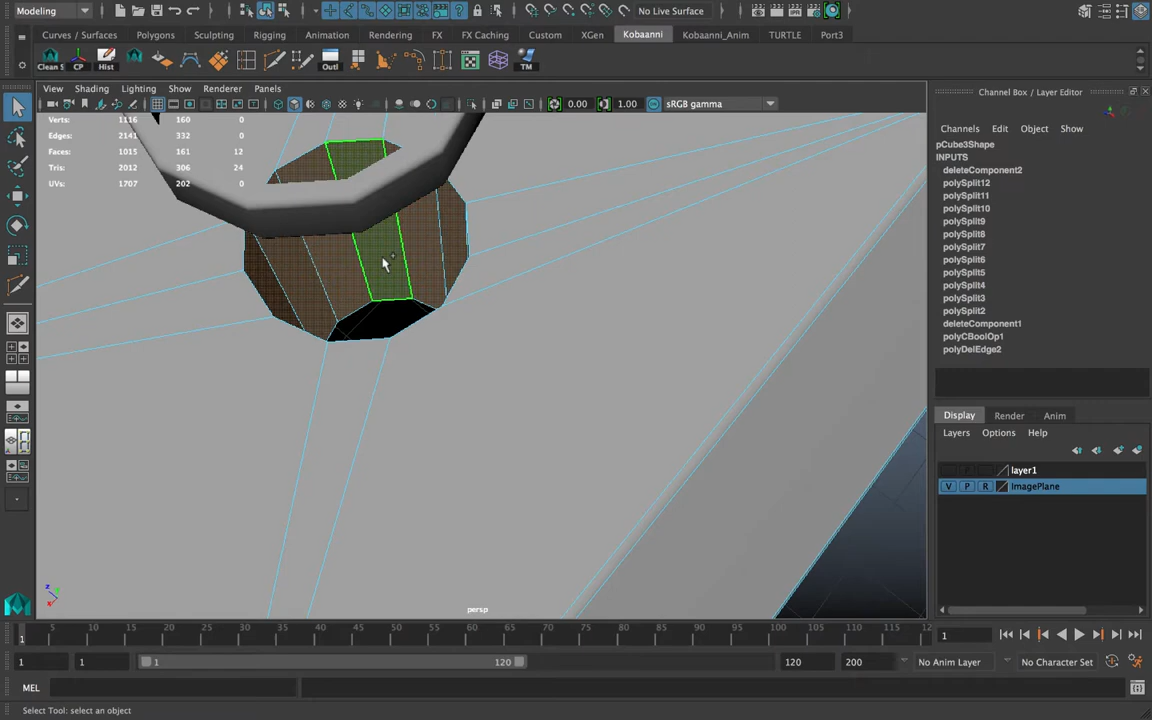 Modeling
No Live Surface
Curves / Surfaces Polygons Sculpting Rigging Animation Rendering FX FX Caching Custom XGen Kobaanni Kobaanni_Anim TURTLE Port3
Clean S CP Hist Outl TM
View Shading Lighting Show Renderer Panels
0.00 1.00 sRGB gamma
Verts: 1116 160 0
Edges: 2141 332 0
Faces: 1015 161 12
Tris: 2012 306 24
UVs: 1707 202 0
z y x
persp
Channel Box / Layer Editor
Channels Edit Object Show
pCube3Shape
INPUTS
deleteComponent2
polySplit12
polySplit11
polySplit10
polySplit9
polySplit8
polySplit7
polySplit6
polySplit5
polySplit4
polySplit3
polySplit2
deleteComponent1
polyCBoolOp1
polyDelEdge2
Display Render Anim
Layers Options Help
layer1
V P R ImagePlane
5 10 15 20 25 30 35 40 45 50 55 60 65 70 75 80 85 90 95 100 105 110 115 12
1
1
1 1 1 120 120 200 No Anim Layer No Character Set
MEL
Select Tool: select an object